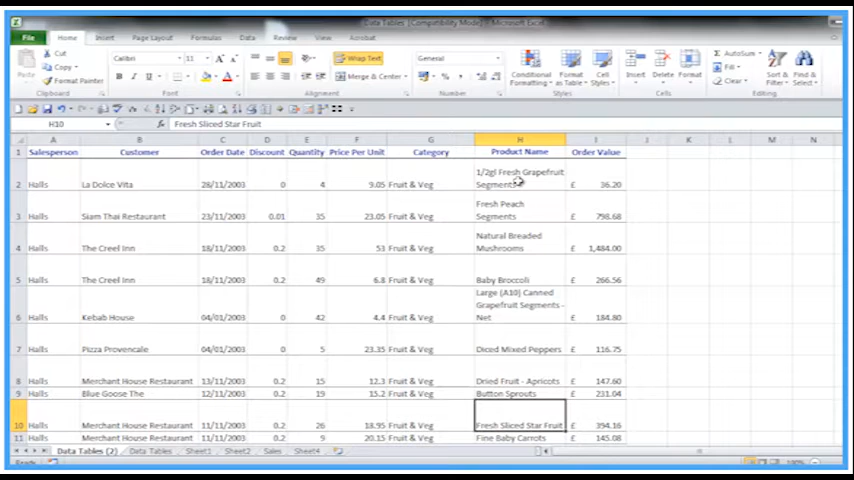 Data Tables [Compatibility Mode] - Microsoft Excel
File Home Insert Page Layout Formulas Data Review View Acrobat
Cut
Copy
Format Painter
Paste
Clipboard
Calibri 11
B I U A
Font
Wrap Text
Merge & Center
Alignment
General
%
Number
Conditional Formatting
Format as Table
Cell Styles
Styles
Insert Delete Format
Cells
AutoSum
Fill
Clear
Sort & Filter
Find & Select
Editing
H10 fx Fresh Sliced Star Fruit
A B C D E F G H I J K L M N
1 Salesperson Customer Order Date Discount Quantity Price Per Unit Category Product Name Order Value
2 Halls La Dolce Vita 28/11/2003 0 4 9.05 Fruit & Veg 1/2gl Fresh Grapefruit Segments £ 36.20
3 Halls Siam Thai Restaurant 23/11/2003 0.01 35 23.05 Fruit & Veg Fresh Peach Segments £ 798.68
4 Halls The Creel Inn 18/11/2003 0.2 35 53 Fruit & Veg Natural Breaded Mushrooms £ 1,484.00
5 Halls The Creel Inn 18/11/2003 0.2 49 6.8 Fruit & Veg Baby Broccoli £ 266.56
6 Halls Kebab House 04/01/2003 0 42 4.4 Fruit & Veg Large (A10) Canned Grapefruit Segments - Net £ 184.80
7 Halls Pizza Provencale 04/01/2003 0 5 23.35 Fruit & Veg Diced Mixed Peppers £ 116.75
8 Halls Merchant House Restaurant 13/11/2003 0.2 15 12.3 Fruit & Veg Dried Fruit - Apricots £ 147.60
9 Halls Blue Goose The 12/11/2003 0.2 19 15.2 Fruit & Veg Button Sprouts £ 231.04
10 Halls Merchant House Restaurant 11/11/2003 0.2 26 18.95 Fruit & Veg Fresh Sliced Star Fruit £ 394.16
11 Halls Merchant House Restaurant 11/11/2003 0.2 9 20.15 Fruit & Veg Fine Baby Carrots £ 145.08
Data Tables (2) Data Tables Sheet1 Sheet2 Sales Sheet4
Ready 100%